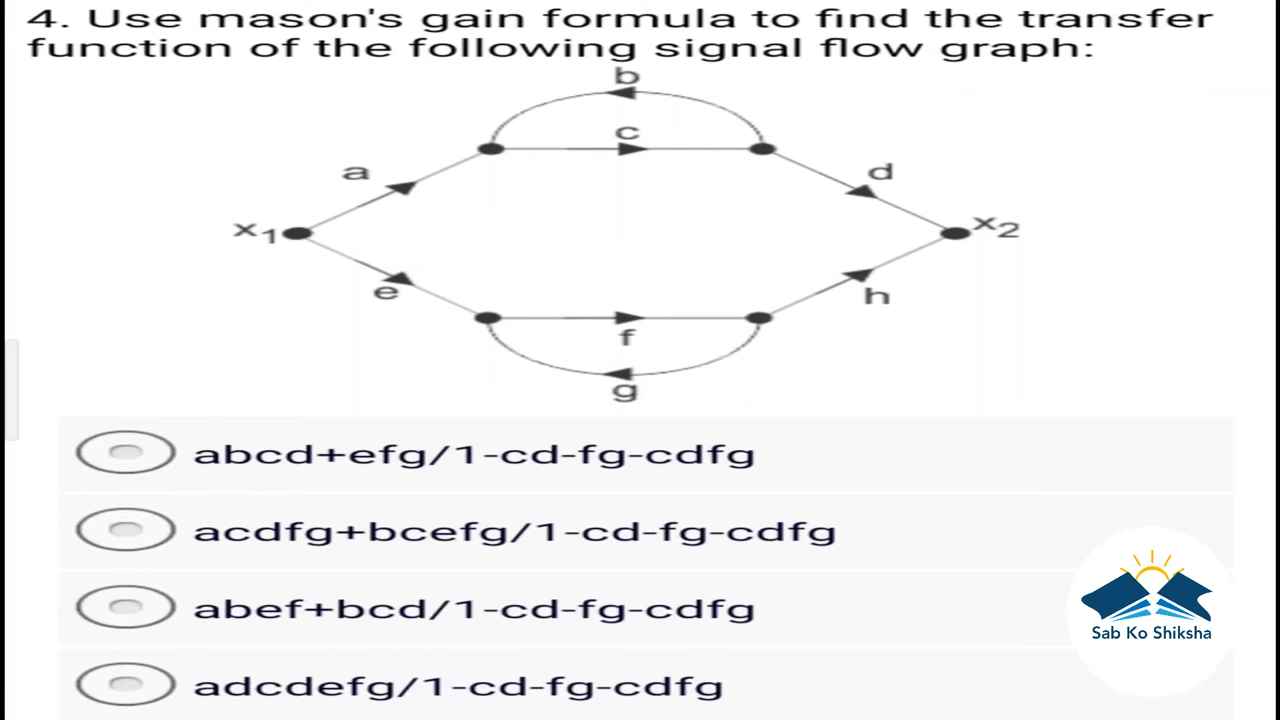 4. Use mason's gain formula to find the transfer
function of the following signal flow graph:
b
c
a
d
x1
x2
e
h
f
g
abcd+efg/1-cd-fg-cdfg
acdfg+bcefg/1-cd-fg-cdfg
abef+bcd/1-cd-fg-cdfg
Sab Ko Shiksha
adcdefg/1-cd-fg-cdfg